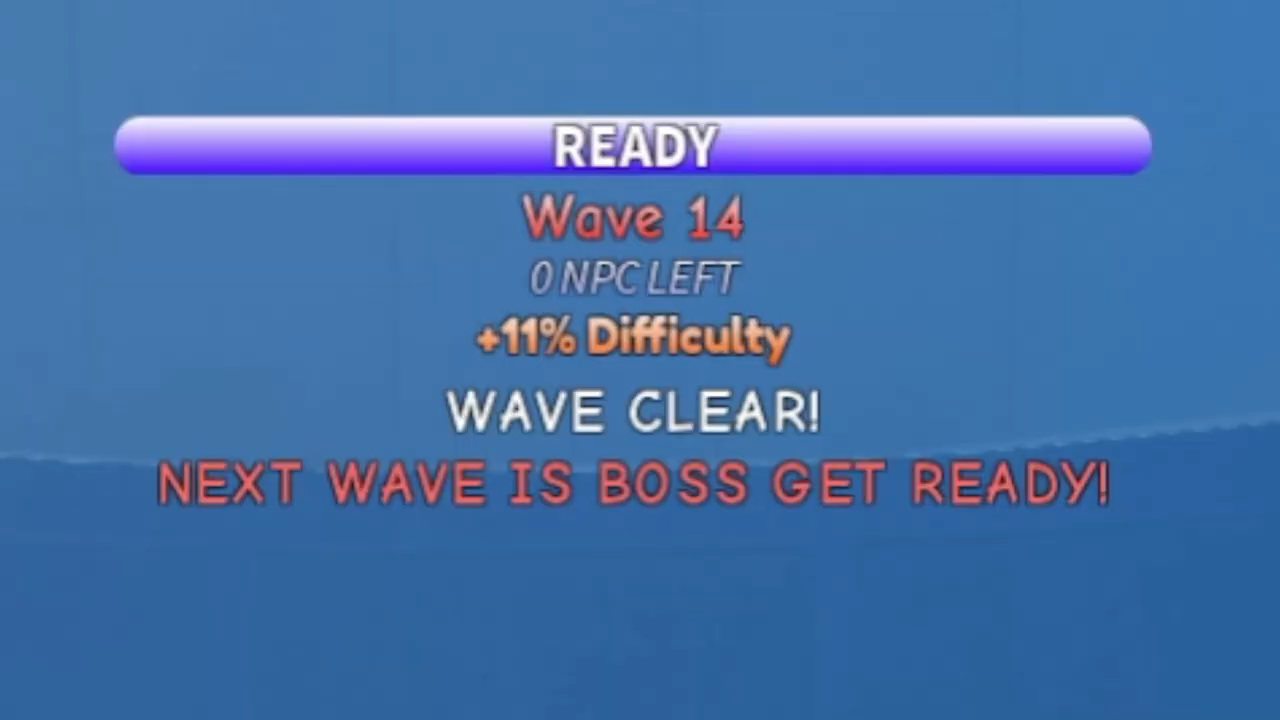 READY
Wave 14
0 NPC LEFT
+11% Difficulty
WAVE CLEAR!
NEXT WAVE IS BOSS GET READY!